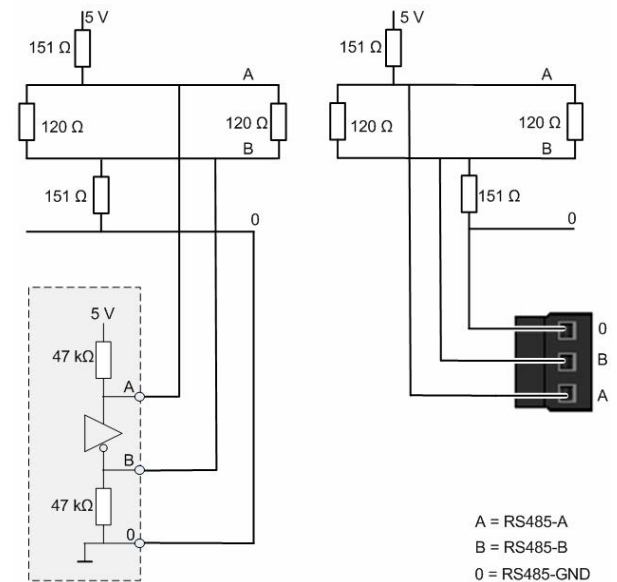 5 V
151 Ω
A
120 Ω
120 Ω
B
151 Ω
0
5 V
47 kΩ
A
B
47 kΩ
0
5 V
151 Ω
A
120 Ω
120 Ω
B
151 Ω
0
0
B
A
A = RS485-A
B = RS485-B
0 = RS485-GND